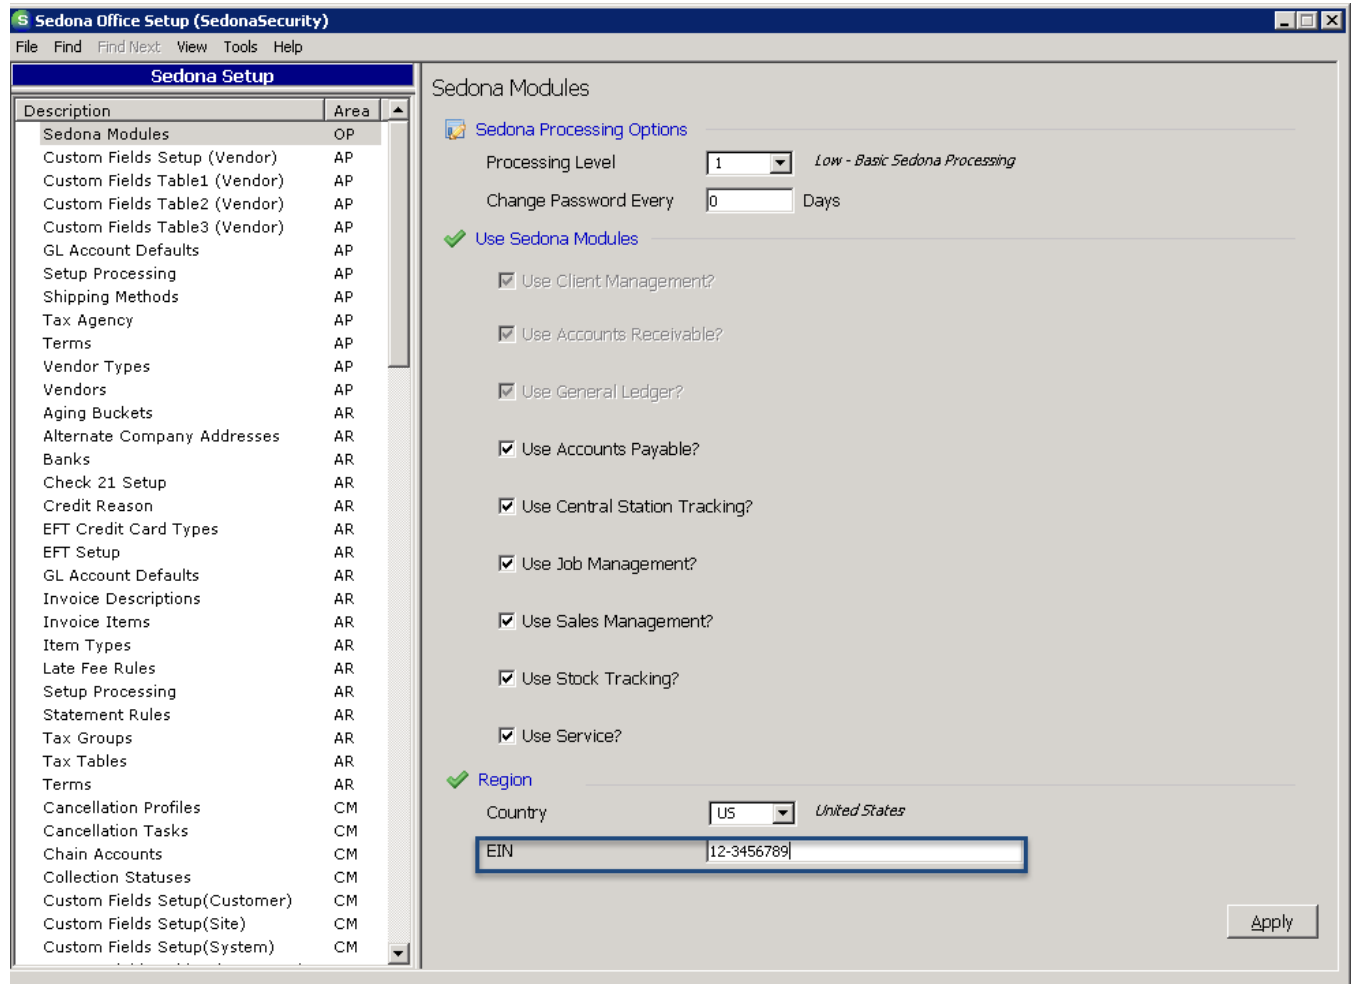 Sedona Office Setup (SedonaSecurity)
File Find Find Next View Tools Help
Sedona Setup
Description Area
Sedona Modules OP
Custom Fields Setup (Vendor) AP
Custom Fields Table1 (Vendor) AP
Custom Fields Table2 (Vendor) AP
Custom Fields Table3 (Vendor) AP
GL Account Defaults AP
Setup Processing AP
Shipping Methods AP
Tax Agency AP
Terms AP
Vendor Types AP
Vendors AP
Aging Buckets AR
Alternate Company Addresses AR
Banks AR
Check 21 Setup AR
Credit Reason AR
EFT Credit Card Types AR
EFT Setup AR
GL Account Defaults AR
Invoice Descriptions AR
Invoice Items AR
Item Types AR
Late Fee Rules AR
Setup Processing AR
Statement Rules AR
Tax Groups AR
Tax Tables AR
Terms AR
Cancellation Profiles CM
Cancellation Tasks CM
Chain Accounts CM
Collection Statuses CM
Custom Fields Setup(Customer) CM
Custom Fields Setup(Site) CM
Custom Fields Setup(System) CM
Sedona Modules
Sedona Processing Options
Processing Level 1 Low - Basic Sedona Processing
Change Password Every 0 Days
Use Sedona Modules
Use Client Management?
Use Accounts Receivable?
Use General Ledger?
Use Accounts Payable?
Use Central Station Tracking?
Use Job Management?
Use Sales Management?
Use Stock Tracking?
Use Service?
Region
Country US United States
EIN 12-3456789
Apply